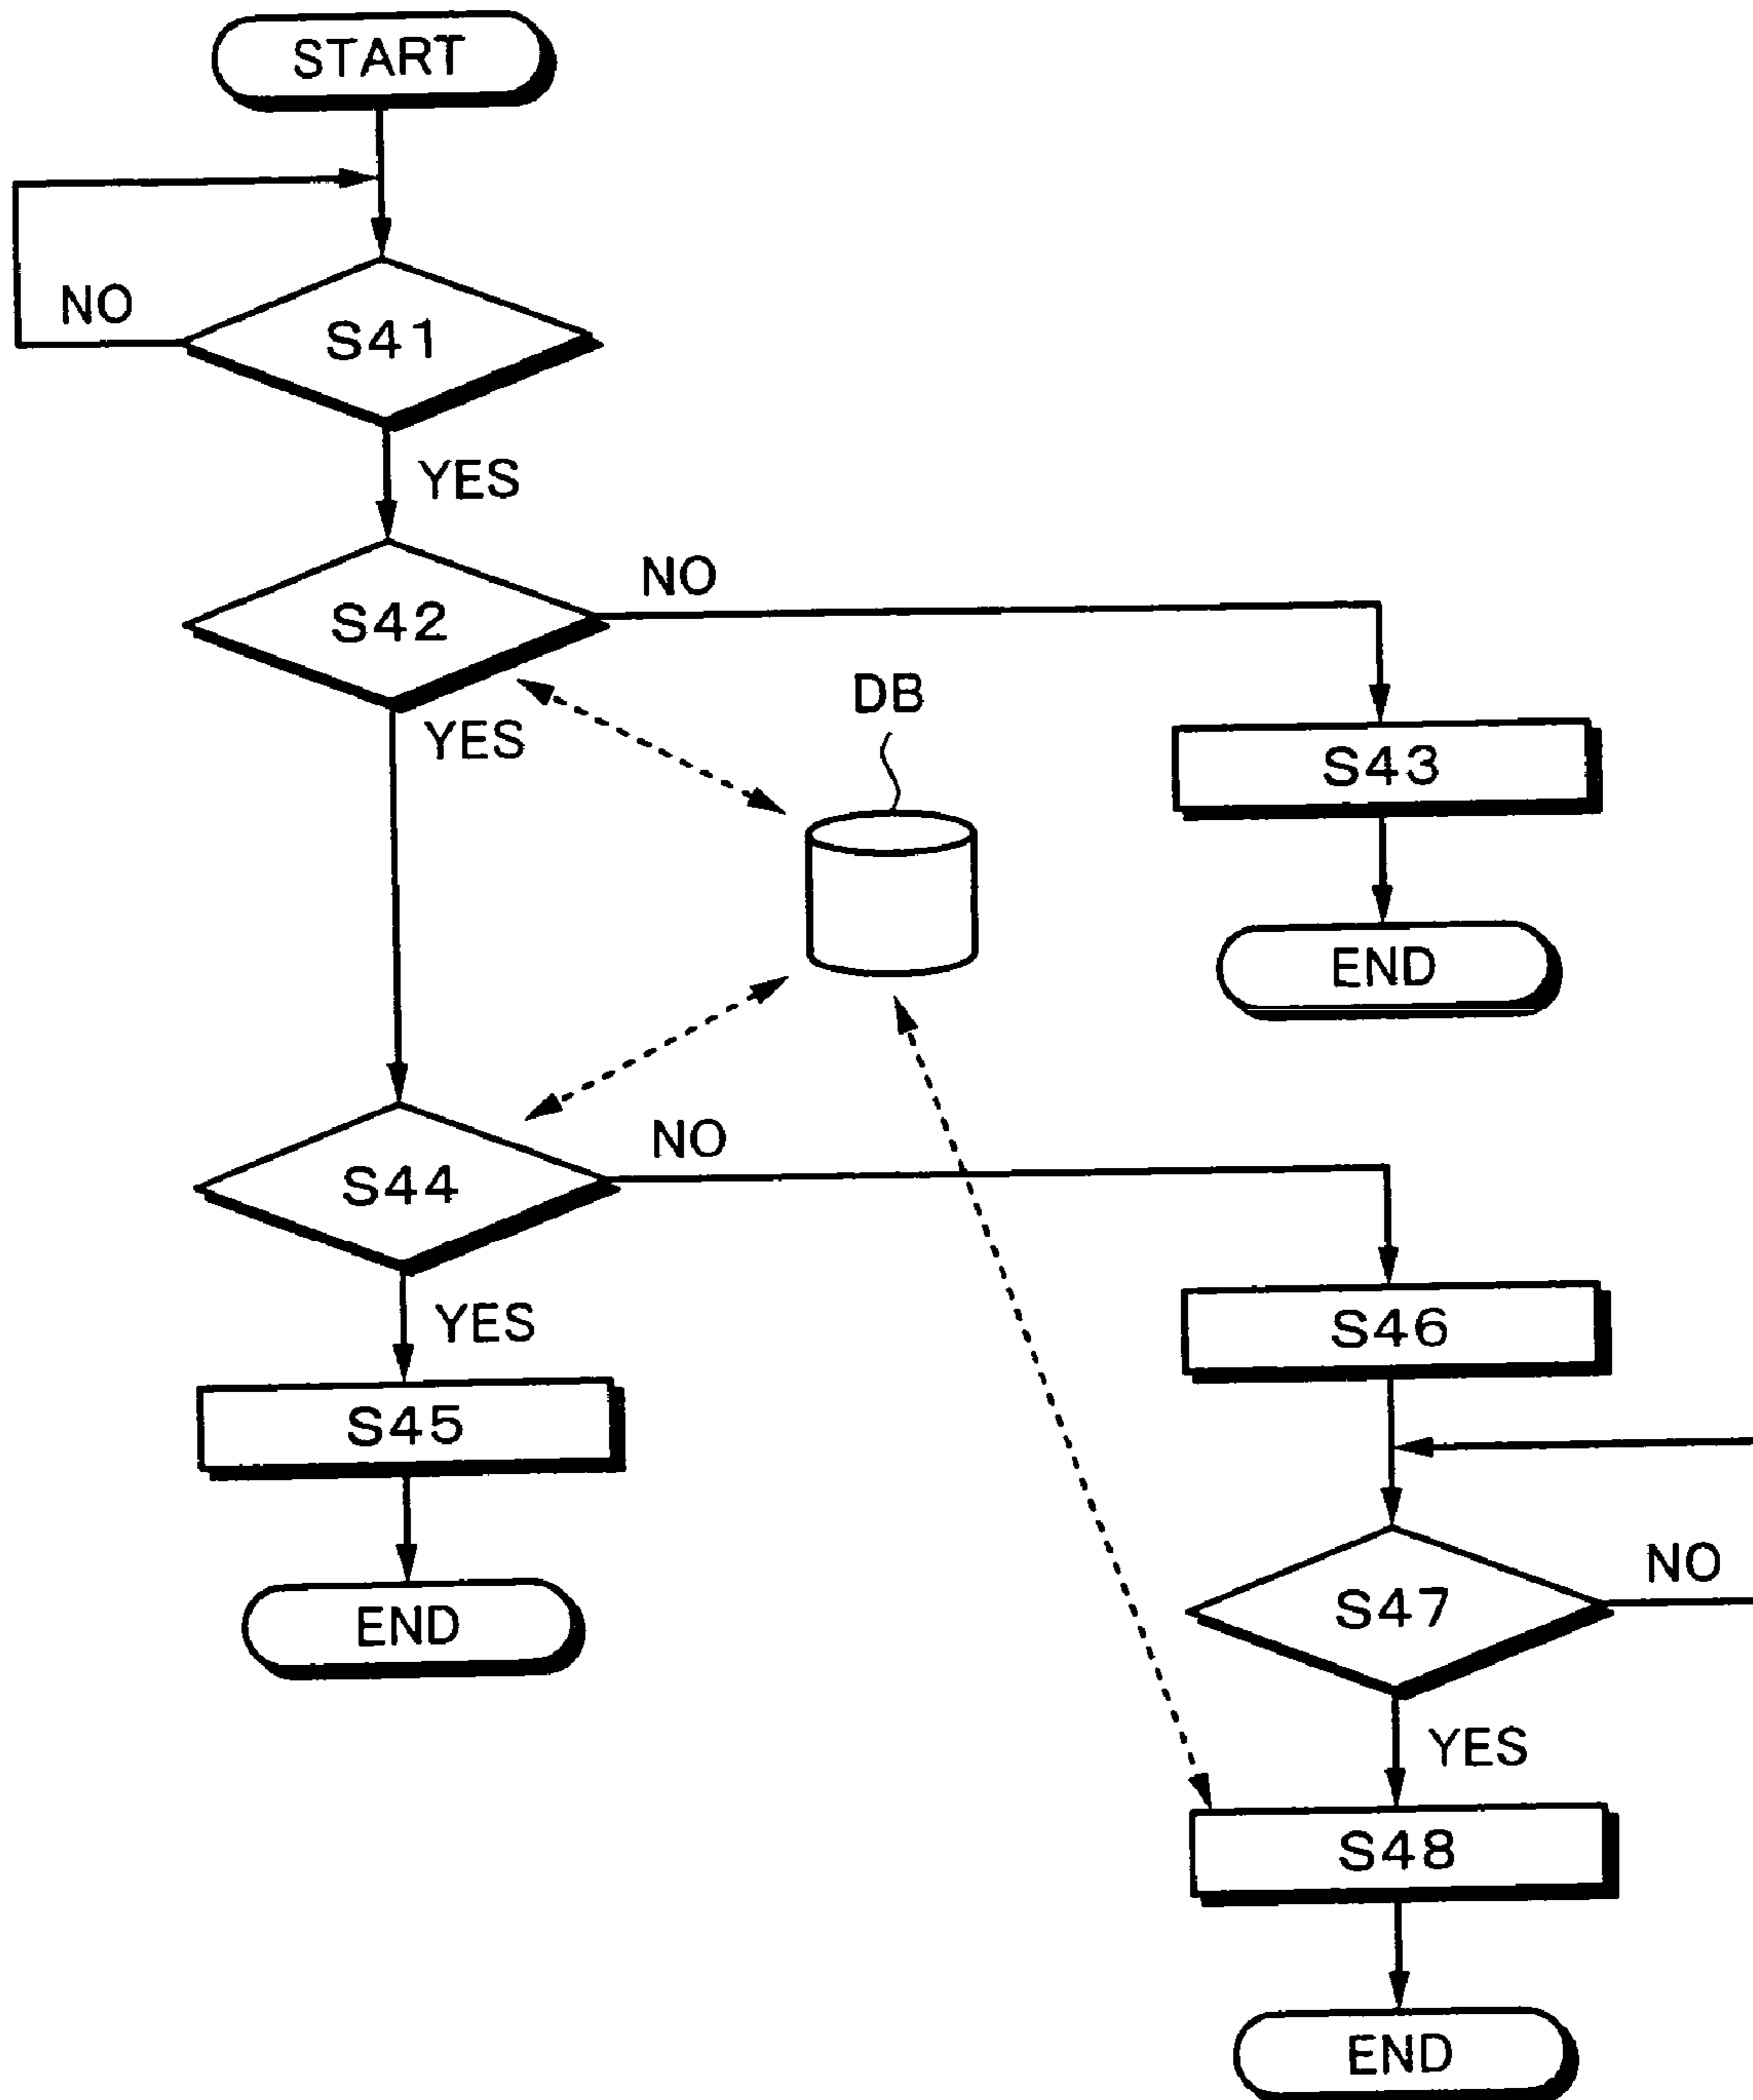 START
NO
S41
YES
NO
S42
YES
DB
S43
END
NO
S44
YES
S46
S45
NO
S47
END
YES
S48
END